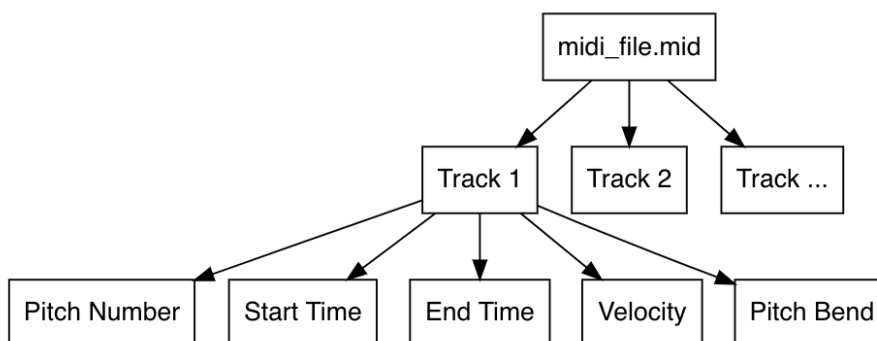 midi_file.mid
Track 1
Track 2
Track ...
Pitch Number
Start Time
End Time
Velocity
Pitch Bend